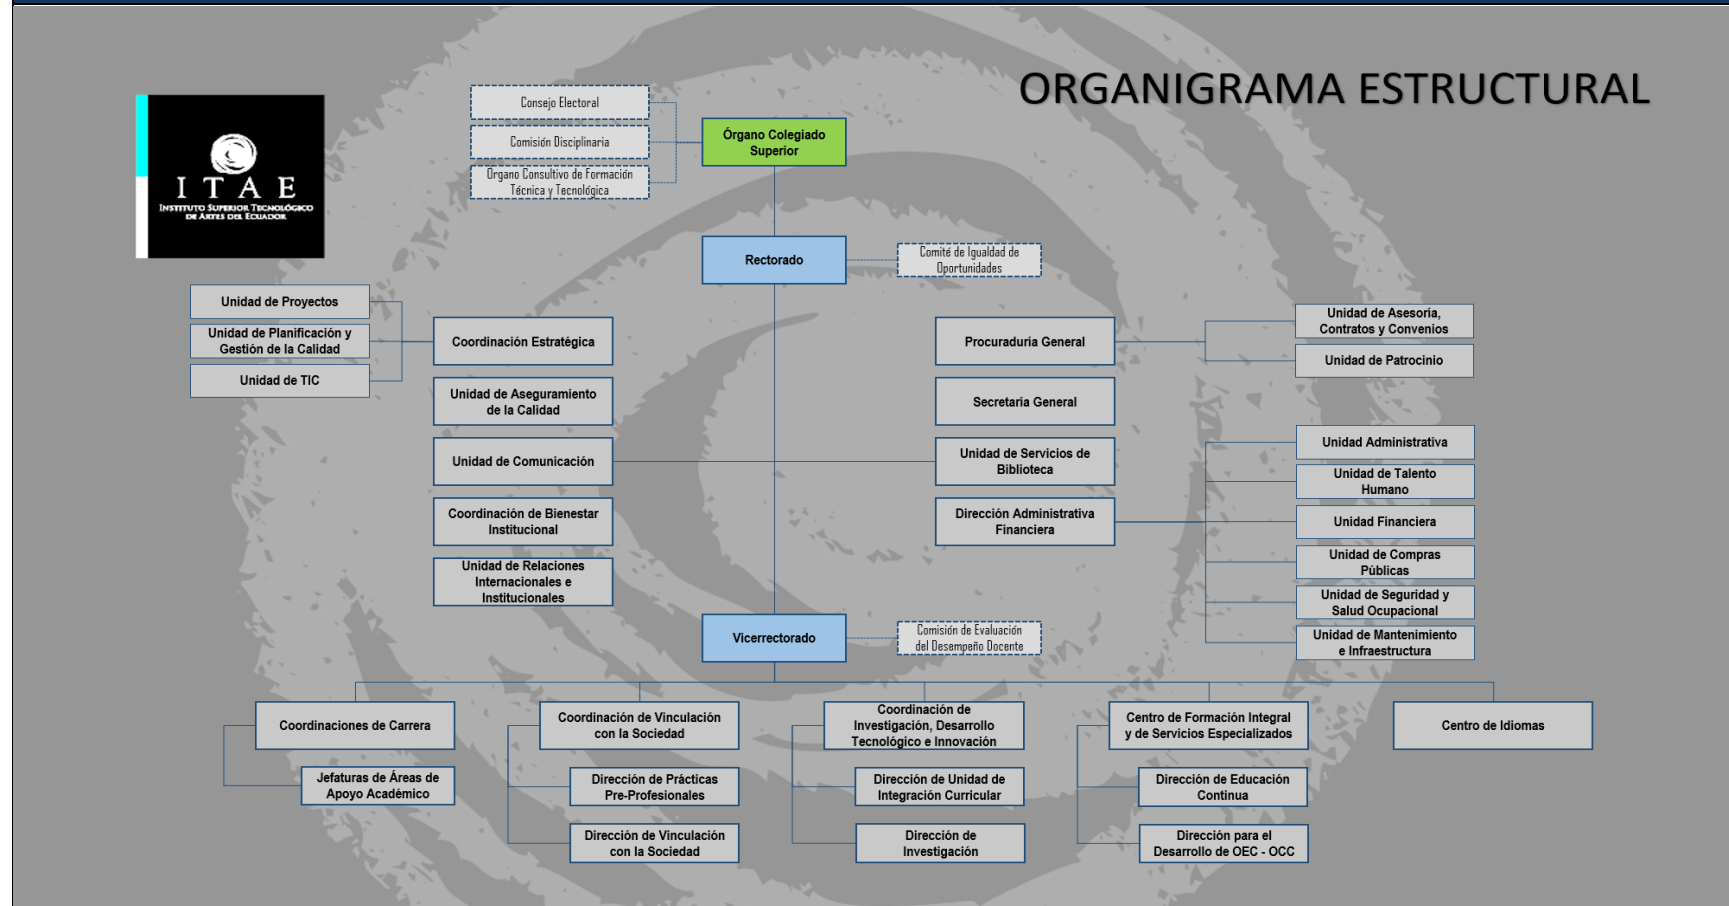 ORGANIGRAMA ESTRUCTURAL
ITAE
INSTITUTO SUPERIOR TECNOLÓGICO
DE ARTES DEL ECUADOR
Consejo Electoral
Comisión Disciplinaria
Órgano Consultivo de Formación
Técnica y Tecnológica
Órgano Colegiado
Superior
Rectorado
Comité de Igualdad de
Oportunidades
Unidad de Proyectos
Unidad de Planificación y
Gestión de la Calidad
Unidad de TIC
Coordinación Estratégica
Unidad de Aseguramiento
de la Calidad
Unidad de Comunicación
Coordinación de Bienestar
Institucional
Unidad de Relaciones
Internacionales e
Institucionales
Procuraduría General
Secretaría General
Unidad de Servicios de
Biblioteca
Dirección Administrativa
Financiera
Unidad de Asesoría,
Contratos y Convenios
Unidad de Patrocinio
Unidad Administrativa
Unidad de Talento
Humano
Unidad Financiera
Unidad de Compras
Públicas
Unidad de Seguridad y
Salud Ocupacional
Unidad de Mantenimiento
e Infraestructura
Vicerrectorado
Comisión de Evaluación
del Desempeño Docente
Coordinaciones de Carrera
Jefaturas de Áreas de
Apoyo Académico
Coordinación de Vinculación
con la Sociedad
Dirección de Prácticas
Pre-Profesionales
Dirección de Vinculación
con la Sociedad
Coordinación de
Investigación, Desarrollo
Tecnológico e Innovación
Dirección de Unidad de
Integración Curricular
Dirección de
Investigación
Centro de Formación Integral
y de Servicios Especializados
Dirección de Educación
Continua
Dirección para el
Desarrollo de OEC - OCC
Centro de Idiomas